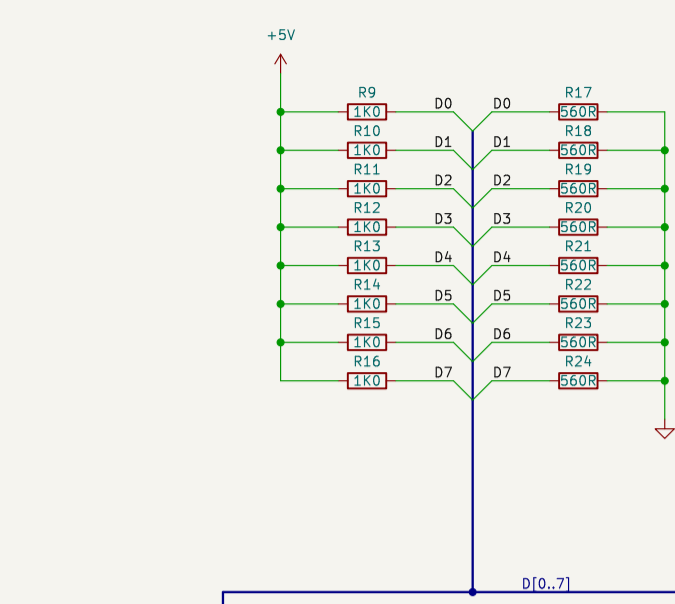 +5V
R9 R17
1K0 D0 D0 560R
R10 R18
1K0 D1 D1 560R
R11 R19
1K0 D2 D2 560R
R12 R20
1K0 D3 D3 560R
R13 R21
1K0 D4 D4 560R
R14 R22
1K0 D5 D5 560R
R15 R23
1K0 D6 D6 560R
R16 R24
1K0 D7 D7 560R
D[0..7]